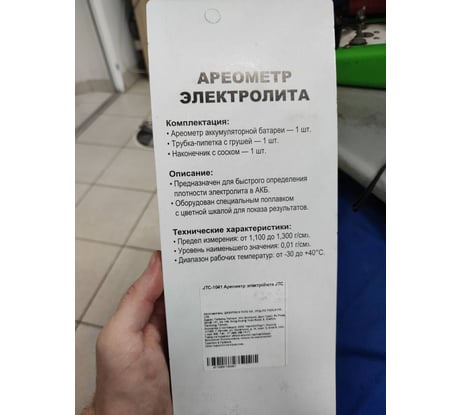 АРЕОМЕТР
ЭЛЕКТРОЛИТА
Комплектация:
• Ареометр аккумуляторной батареи — 1 шт.
• Трубка-пипетка с грушей — 1 шт.
• Наконечник с соском — 1 шт.
Описание:
• Предназначен для быстрого определения
плотности электролита в АКБ.
• Оборудован специальным поплавком
с цветной шкалой для показа результатов.
Технические характеристики:
• Предел измерения: от 1,100 до 1,300 г/см₃.
• Уровень наименьшего значения: 0,01 г/см₃.
• Диапазон рабочих температур: от -30 до +40°С.
JTC-1041 Ареометр электролита JTC